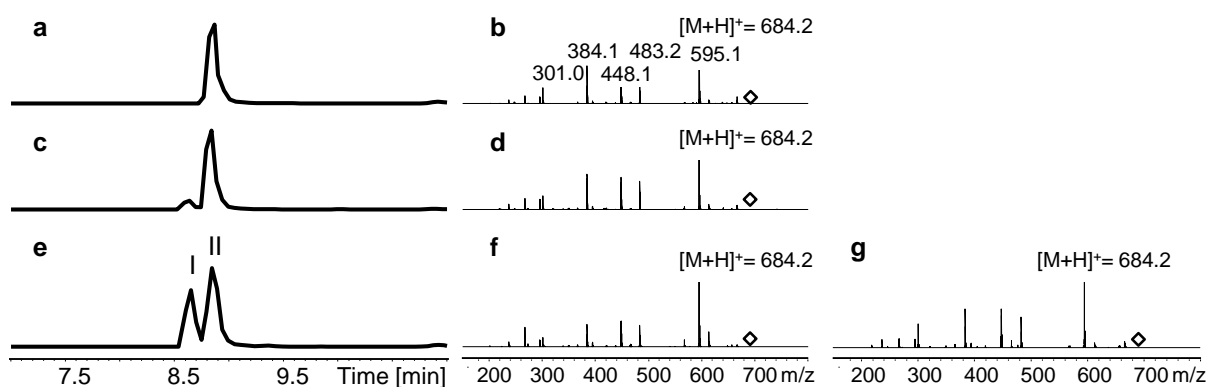 a
b
[M+H]+= 684.2
384.1 483.2 595.1
301.0 448.1
c
d
[M+H]+= 684.2
e
I
II
f
[M+H]+= 684.2
g
[M+H]+= 684.2
7.5 8.5 9.5 Time [min]
200 300 400 500 600 700 m/z
200 300 400 500 600 700 m/z